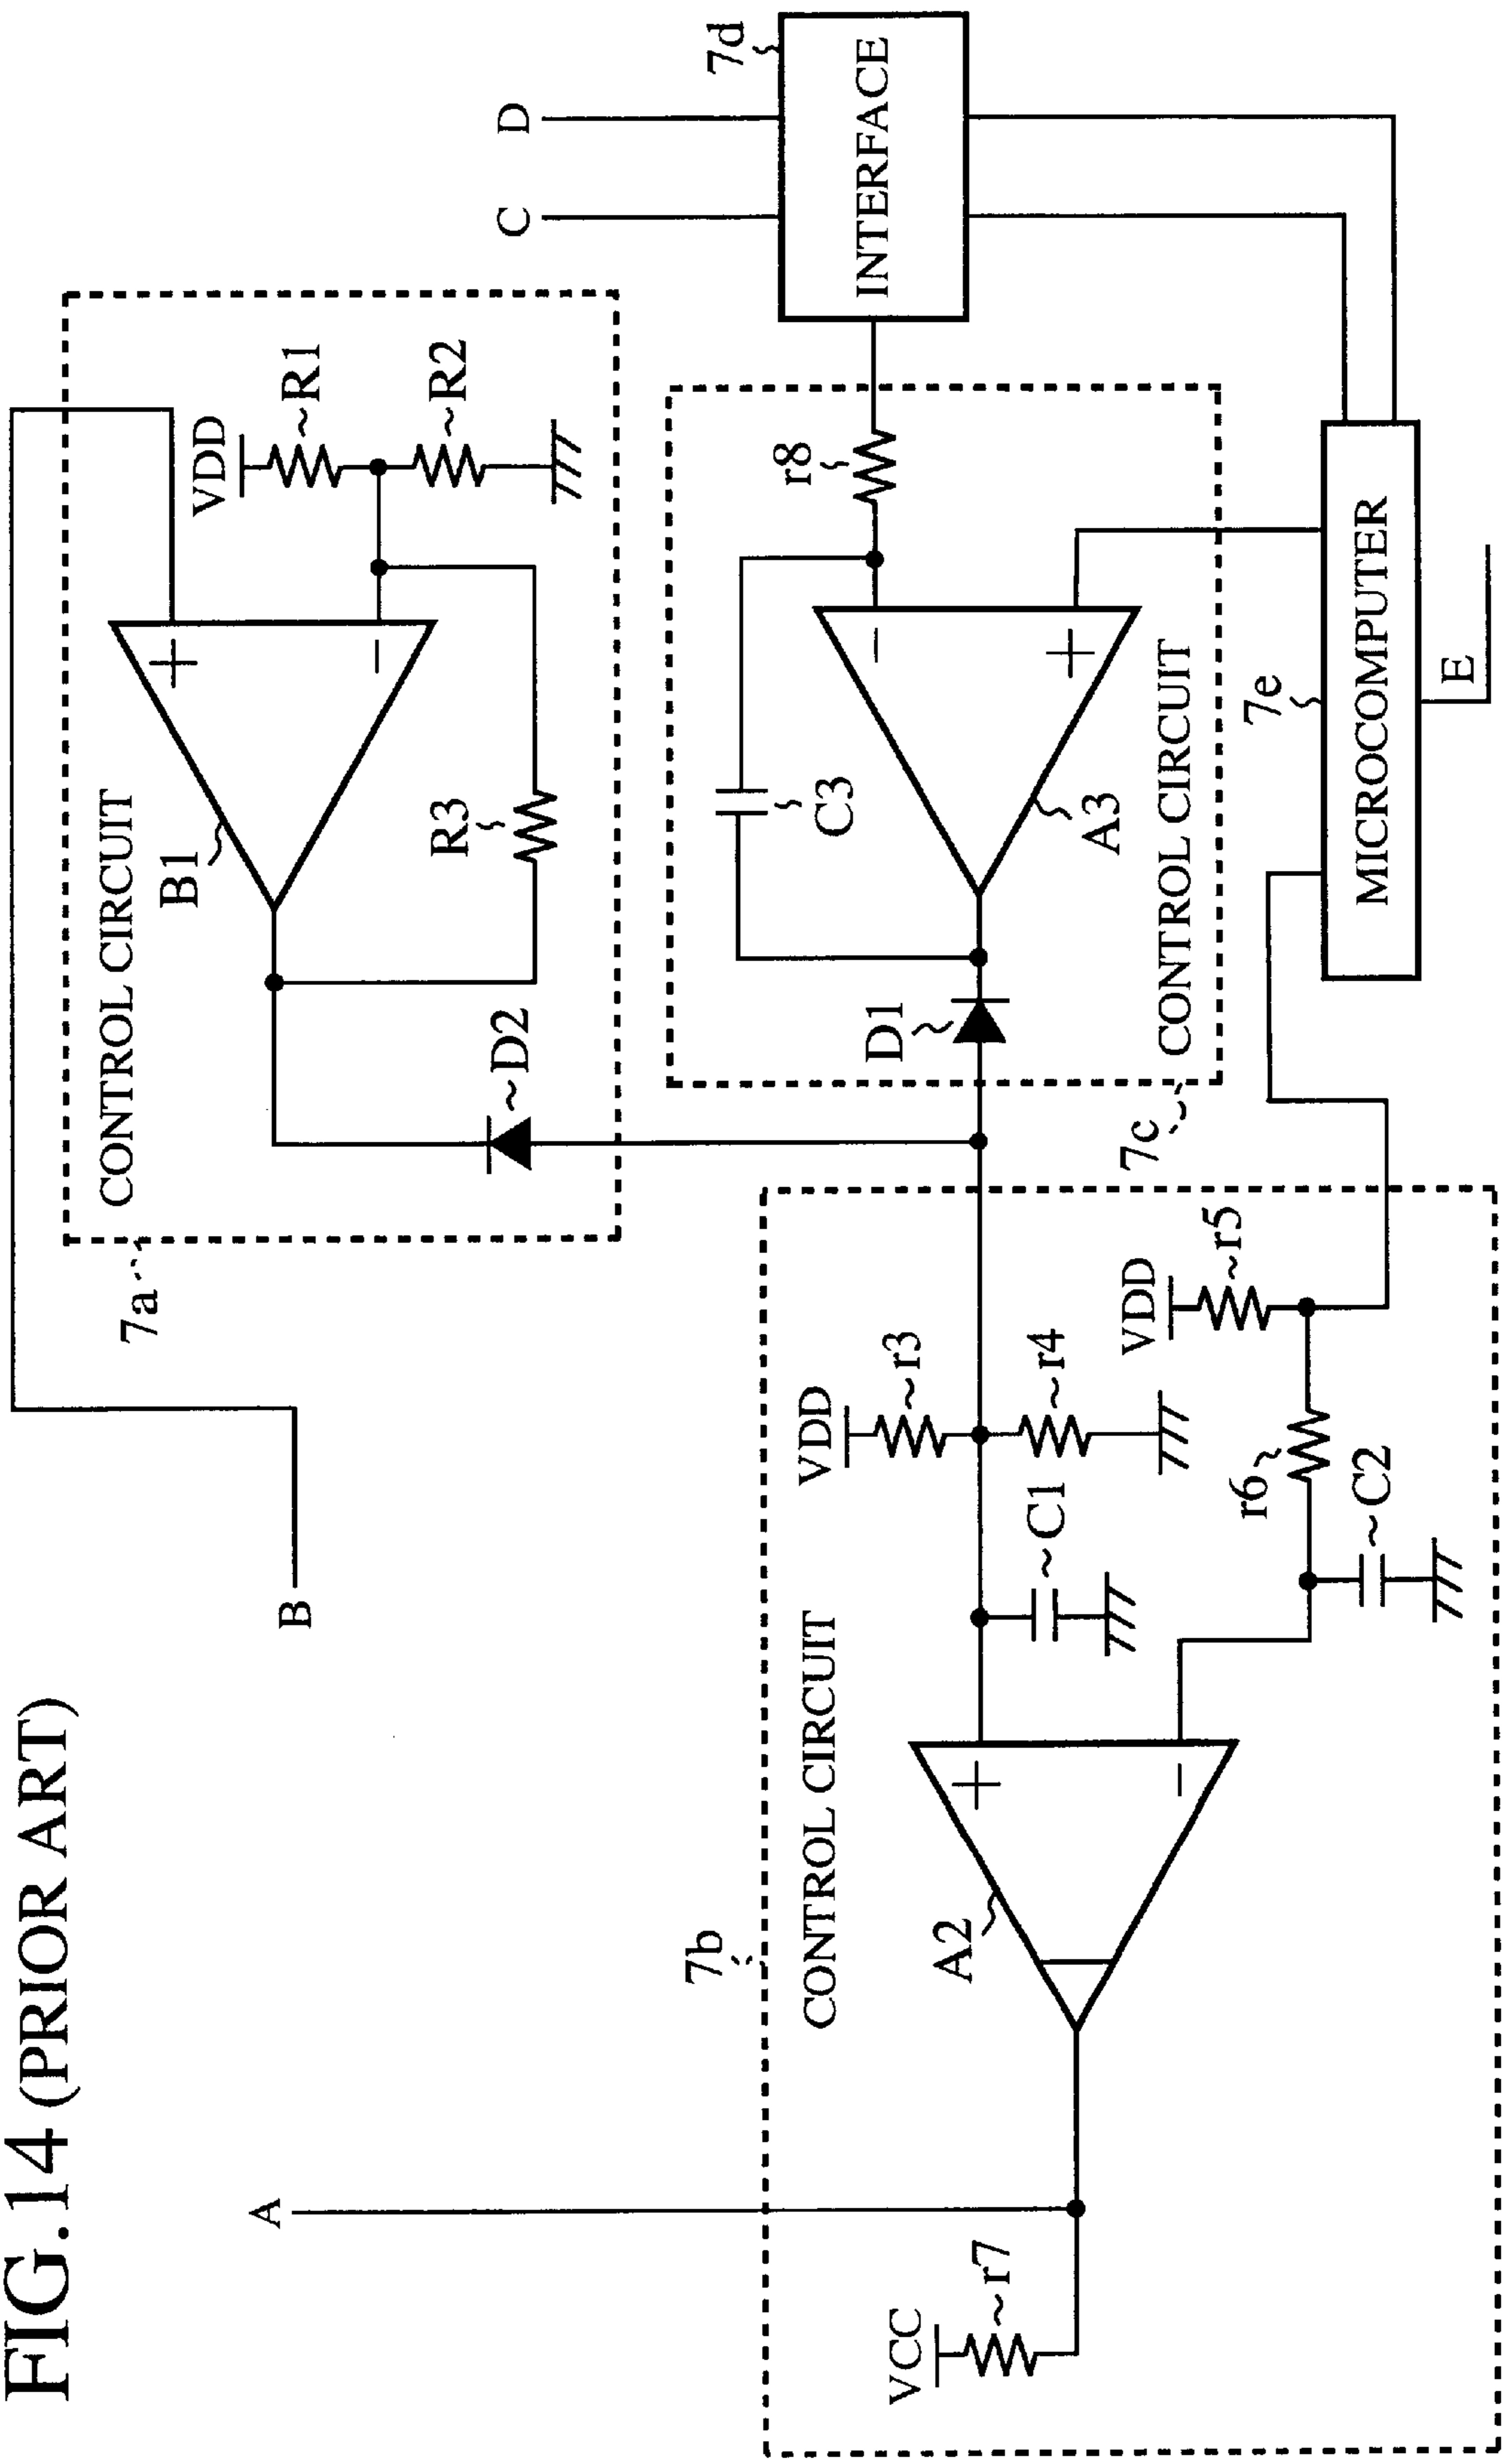 FIG.14 (PRIOR ART)
B
7a
CONTROL CIRCUIT
B1
VDD
R1
R2
R3
D2
+
−
A
7b
CONTROL CIRCUIT
VCC
r7
A2
+
−
C1
VDD
r3
r4
VDD
r5
r6
C2
7c
CONTROL CIRCUIT
D1
C3
A3
−
+
r8
C
D
7d
INTERFACE
7e
MICROCOMPUTER
E